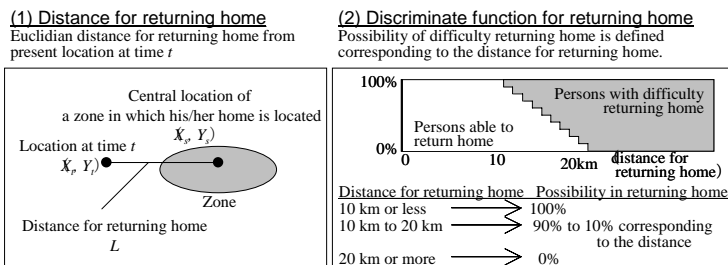 (1) Distance for returning home
Euclidian distance for returning home from
present location at time t
Central location of
a zone in which his/her home is located
(Xs, Ys)
Location at time t
(Xt, Yt)
Zone
Distance for returning home
L
(2) Discriminate function for returning home
Possibility of difficulty returning home is defined
corresponding to the distance for returning home.
100%
Persons with difficulty
returning home
Persons able to
return home
0%
0 10 20km (distance for
returning home)
Distance for returning home Possibility in returning home
10 km or less 100%
10 km to 20 km 90% to 10% corresponding
to the distance
20 km or more 0%